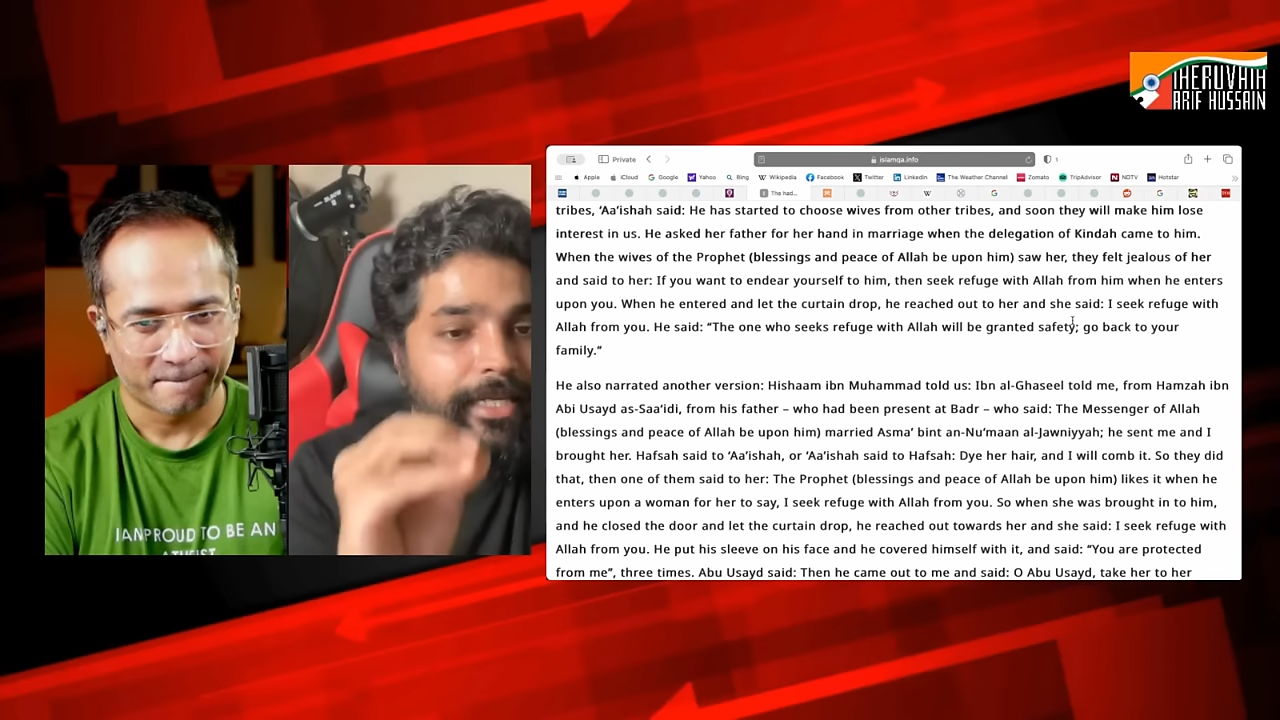 THERUVATH
ARIF HUSSAIN
Private
islamqa.info
1
Apple
iCloud
Google
Yahoo
Bing
Wikipedia
Facebook
Twitter
LinkedIn
The Weather Channel
Zomato
TripAdvisor
NDTV
Hotstar
The had...
tribes, ‘Aa’ishah said: He has started to choose wives from other tribes, and soon they will make him lose
interest in us. He asked her father for her hand in marriage when the delegation of Kindah came to him.
When the wives of the Prophet (blessings and peace of Allah be upon him) saw her, they felt jealous of her
and said to her: If you want to endear yourself to him, then seek refuge with Allah from him when he enters
upon you. When he entered and let the curtain drop, he reached out to her and she said: I seek refuge with
Allah from you. He said: “The one who seeks refuge with Allah will be granted safety; go back to your
family.”
He also narrated another version: Hishaam ibn Muhammad told us: Ibn al-Ghaseel told me, from Hamzah ibn
Abi Usayd as-Saa‘idi, from his father – who had been present at Badr – who said: The Messenger of Allah
(blessings and peace of Allah be upon him) married Asma’ bint an-Nu‘maan al-Jawniyyah; he sent me and I
brought her. Hafsah said to ‘Aa’ishah, or ‘Aa’ishah said to Hafsah: Dye her hair, and I will comb it. So they did
that, then one of them said to her: The Prophet (blessings and peace of Allah be upon him) likes it when he
enters upon a woman for her to say, I seek refuge with Allah from you. So when she was brought in to him,
and he closed the door and let the curtain drop, he reached out towards her and she said: I seek refuge with
Allah from you. He put his sleeve on his face and he covered himself with it, and said: “You are protected
from me”, three times. Abu Usayd said: Then he came out to me and said: O Abu Usayd, take her to her
I AM PROUD TO BE AN
ATHEIST